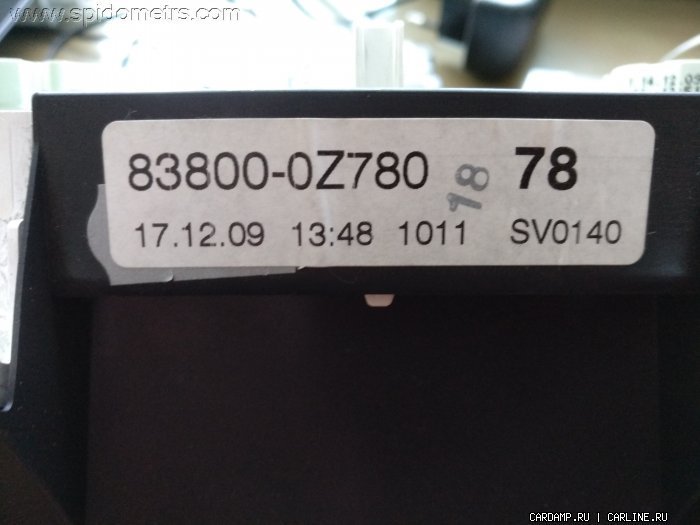 www.spidometrs.com
83800-0Z780 18 78
17.12.09 13:48 1011 SV0140
CARDAMP.RU | CARLINE.RU